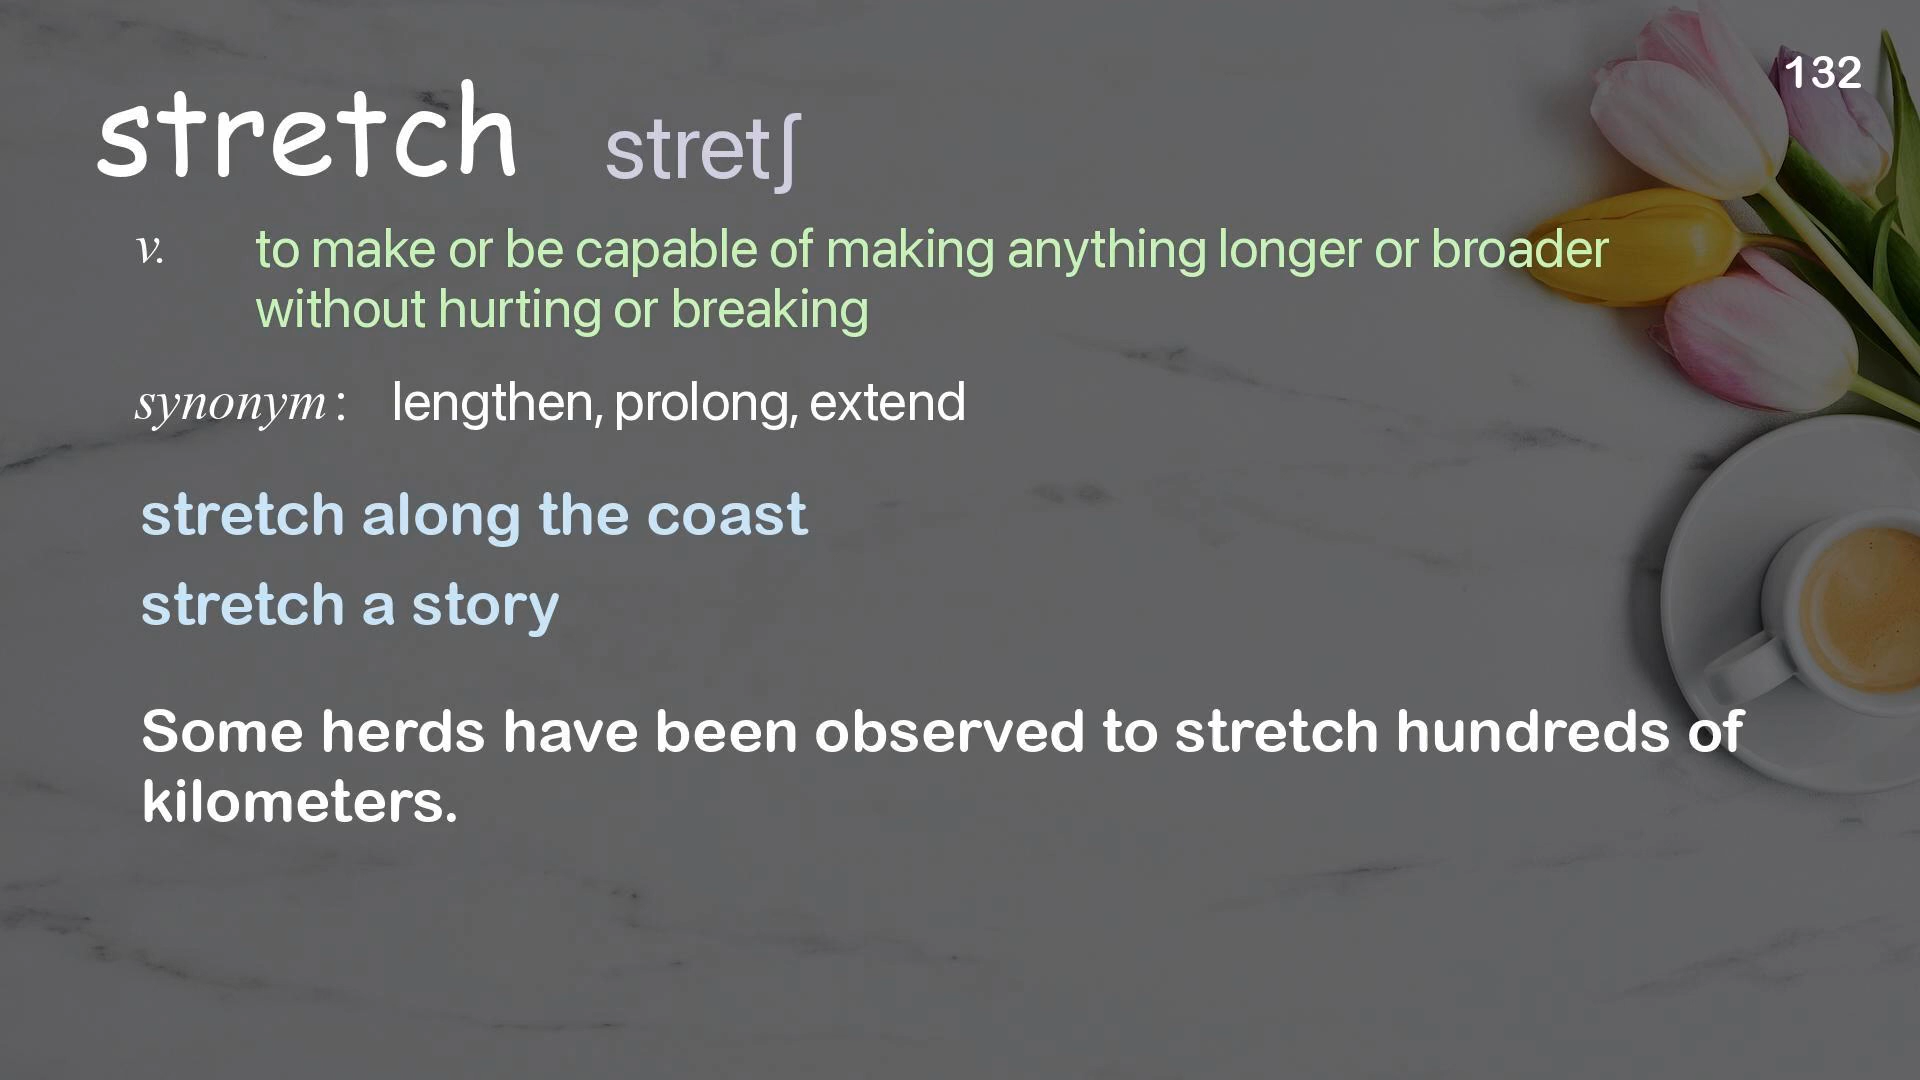 132
stretch stretʃ
v. to make or be capable of making anything longer or broader
without hurting or breaking
synonym : lengthen, prolong, extend
stretch along the coast
stretch a story
Some herds have been observed to stretch hundreds of
kilometers.